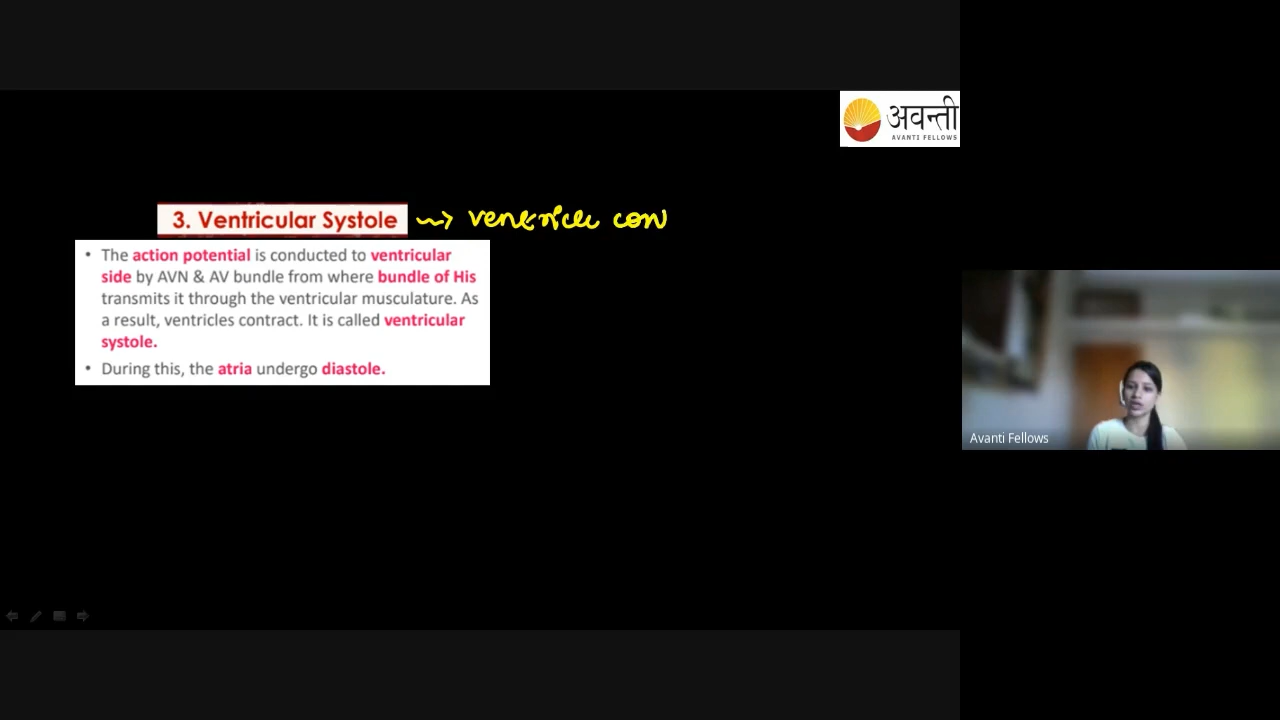 अवन्ती
AVANTI FELLOWS
3. Ventricular Systole ⇝ ventricle con
• The action potential is conducted to ventricular
side by AVN & AV bundle from where bundle of His
transmits it through the ventricular musculature. As
a result, ventricles contract. It is called ventricular
systole.
• During this, the atria undergo diastole.
Avanti Fellows